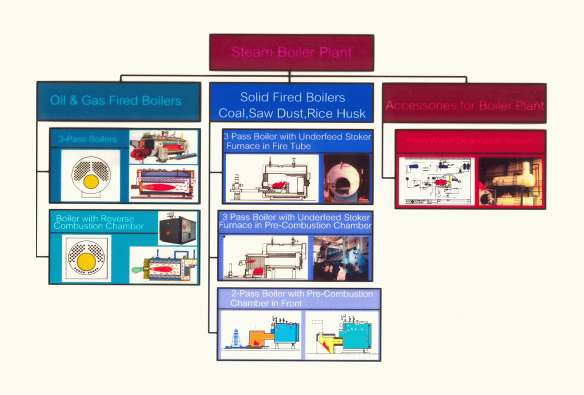 Steam Boiler Plant
Oil & Gas Fired Boilers
Solid Fired Boilers
Coal,Saw Dust,Rice Husk
Accessories for Boiler Plant
3-Pass Boilers
Boiler with Reverse
Combustion Chamber
3 Pass Boiler with Underfeed Stoker
Furnace in Fire Tube
3 Pass Boiler with Underfeed Stoker
Furnace in Pre-Combustion Chamber
2-Pass Boiler with Pre-Combustion
Chamber in Front
Feed Water